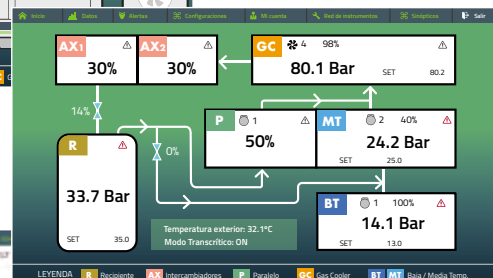 Inicio Datos Alertas Configuraciones Mi cuenta Red de instrumentos Sinópticos Salir
AX1 30%
AX2 30%
GC 4 98%
80.1 Bar
SET 80.2
14%
P 1
50%
MT 2 40%
24.2 Bar
SET 25.0
R
33.7 Bar
SET 35.0
0%
BT 1 100%
14.1 Bar
SET 13.0
Temperatura exterior: 32.1ºC
Modo Transcrítico: ON
LEYENDA R Recipiente AX Intercambiadores P Paralelo GC Gas Cooler BT MT Baja / Media Temp.